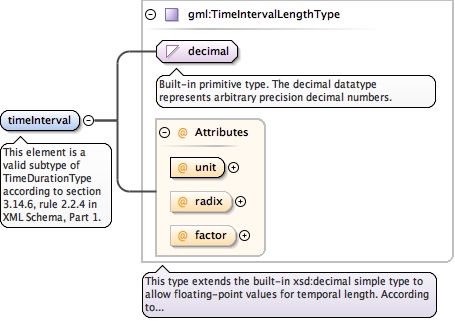 gml:TimeIntervalLengthType
decimal
Built-in primitive type. The decimal datatype
represents arbitrary precision decimal numbers.
timeInterval
This element is a
valid subtype of
TimeDurationType
according to section
3.14.6, rule 2.2.4 in
XML Schema, Part 1.
@ Attributes
@ unit
@ radix
@ factor
This type extends the built-in xsd:decimal simple type to
allow floating-point values for temporal length. According
to...